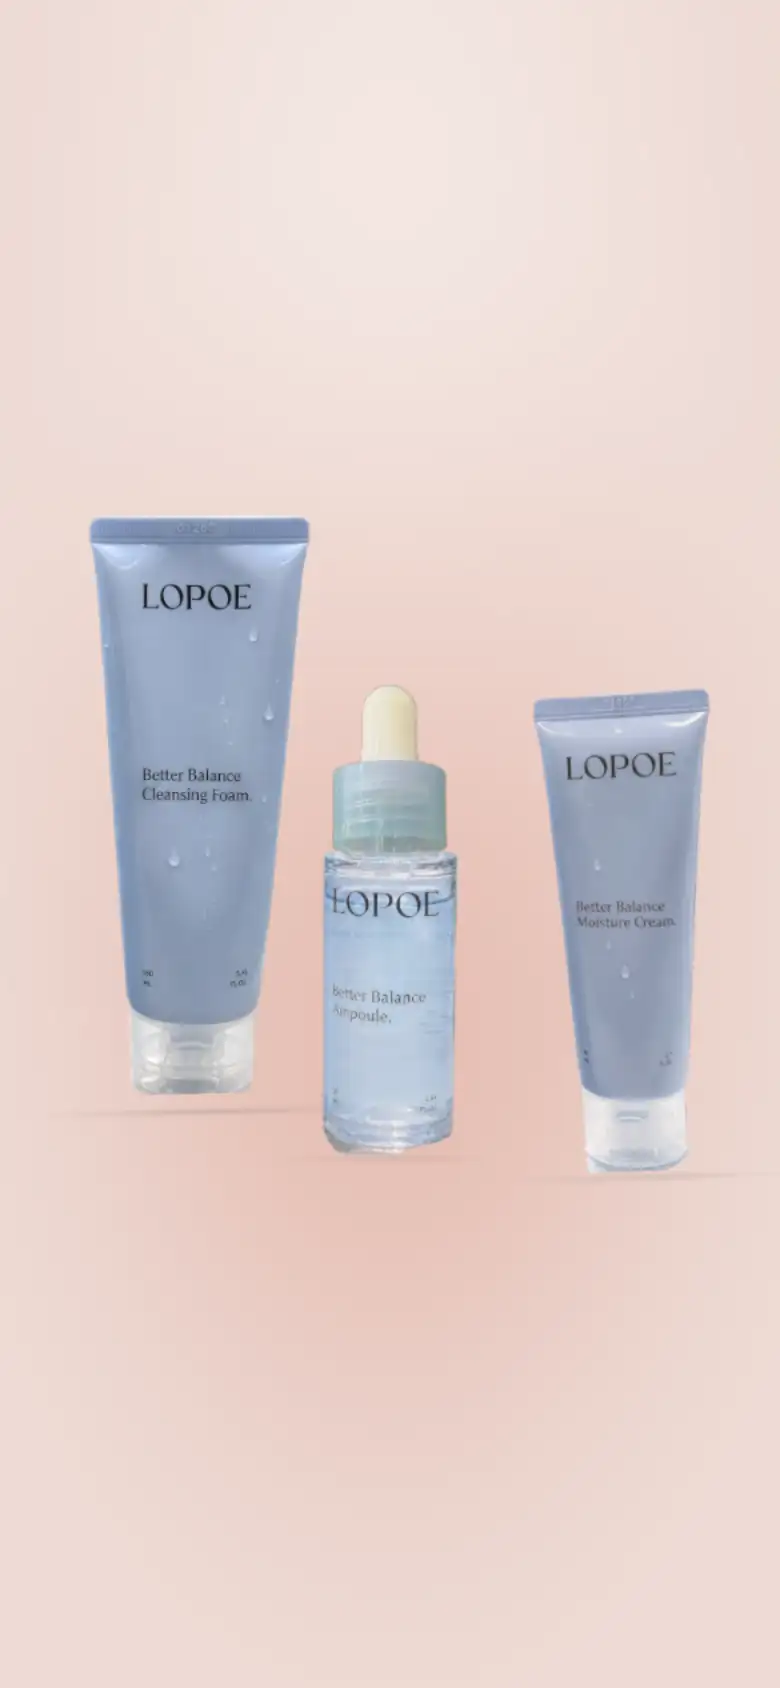 LOPOE
Better Balance
Cleansing Foam.
LOPOE
Better Balance
Ampoule.
LOPOE
Better Balance
Moisture Cream.